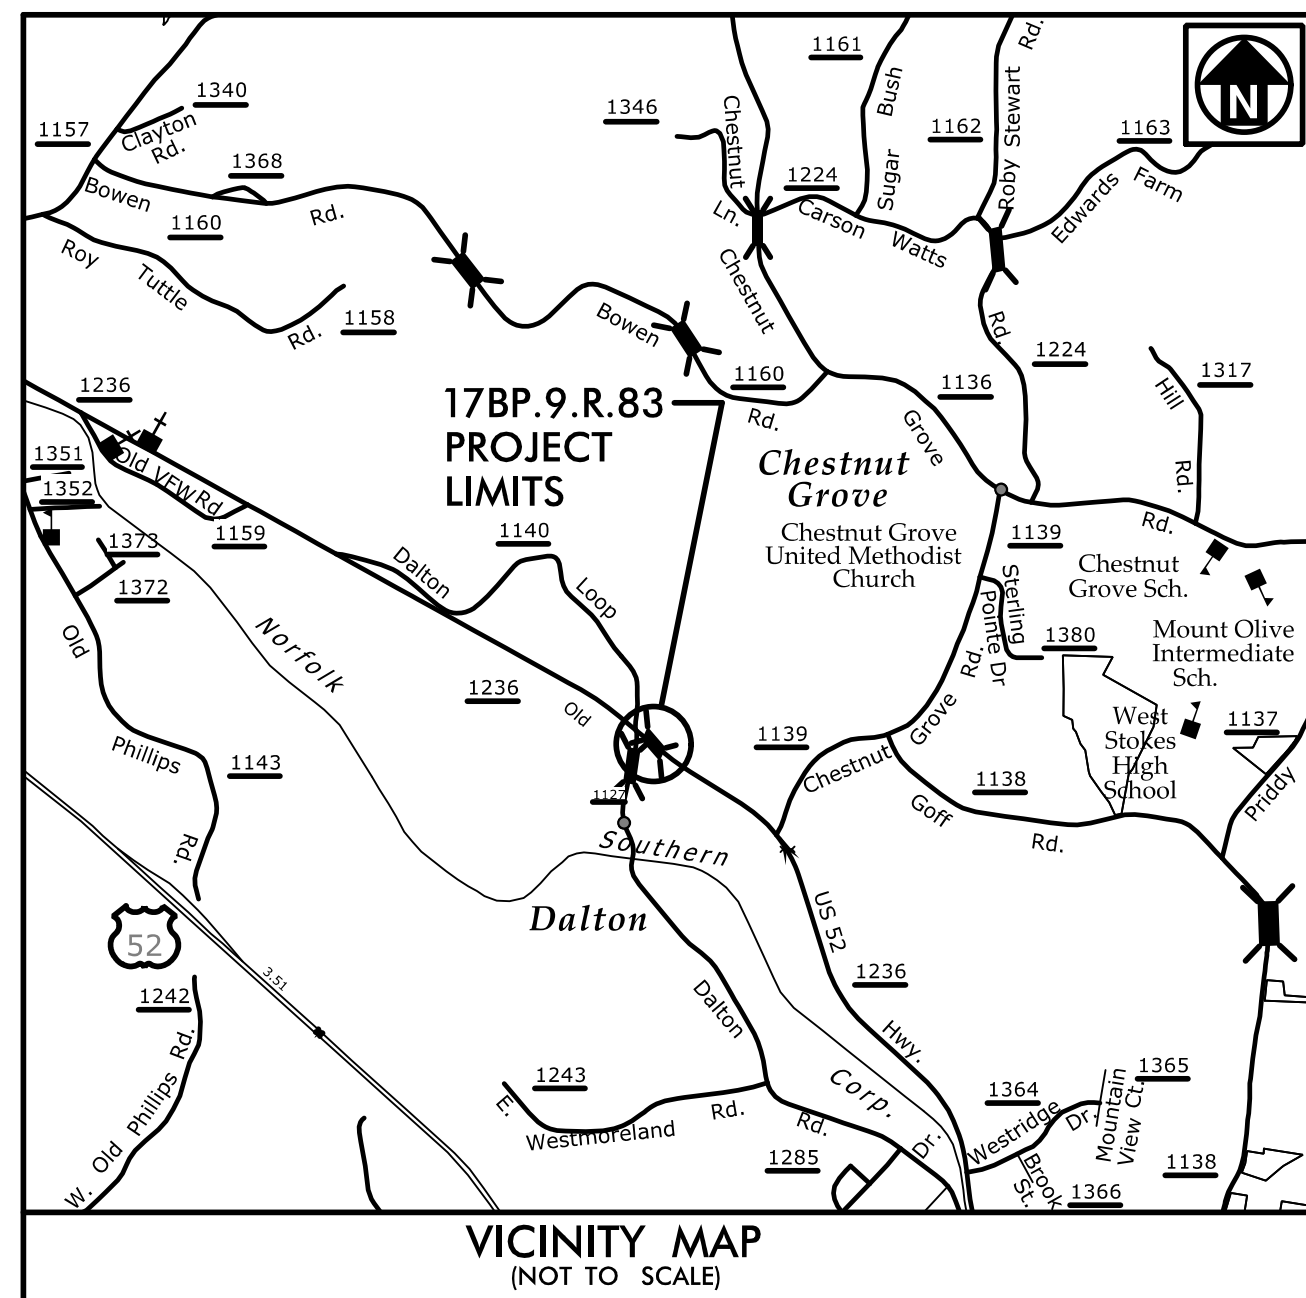 1161
Rd.
N
1340
1346
Chestnut
Bush
1157
Clayton
Rd.
1162
Roby Stewart
1163
1368
Bowen
1224
Sugar
Edwards
Farm
1160
Rd.
Ln.
Carson
Watts
Roy
Tuttle
Rd.
1158
Chestnut
Bowen
Rd.
1224
1236
17BP.9.R.83
PROJECT
LIMITS
1160
Rd.
1136
Grove
Hill
Rd.
1317
1351
1352
Old VFW Rd
1159
1373
1372
Chestnut
Grove
Chestnut Grove
United Methodist
Church
1140
Dalton
Loop
1139
Rd.
Chestnut
Grove Sch.
Sterling
Pointe Dr
1380
Mount Olive
Intermediate
Sch.
Old
Norfolk
1236
Old
Rd.
Grove
Chestnut
1139
West
Stokes
High
School
1137
Priddy
Phillips
1143
Rd.
1127
1138
Goff
Rd.
Southern
Dalton
US 52
52
3.51
1242
1236
Dalton
Hwy.
W. Old Phillips Rd.
1243
E.
Westmoreland
Rd.
Rd.
Corp.
1364
1365
Westridge
Dr.
Mountain
View Ct.
1285
Dr.
Brook
St.
1366
1138
VICINITY MAP
(NOT TO SCALE)